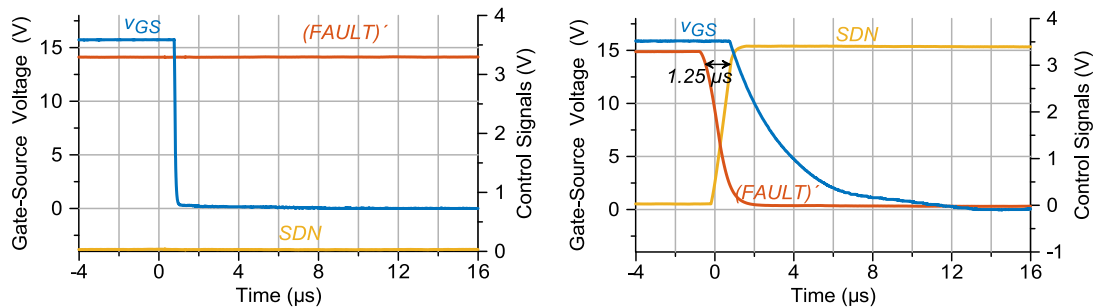 Gate-Source Voltage (V)
15
10
5
0
vGS
(FAULT)´
SDN
4
3
2
1
0
Control Signals (V)
-4 0 4 8 12 16
Time (µs)
Gate-Source Voltage (V)
15
10
5
0
vGS
SDN
1.25 µs
(FAULT)´
4
3
2
1
0
-1
Control Signals (V)
-4 0 4 8 12 16
Time (µs)